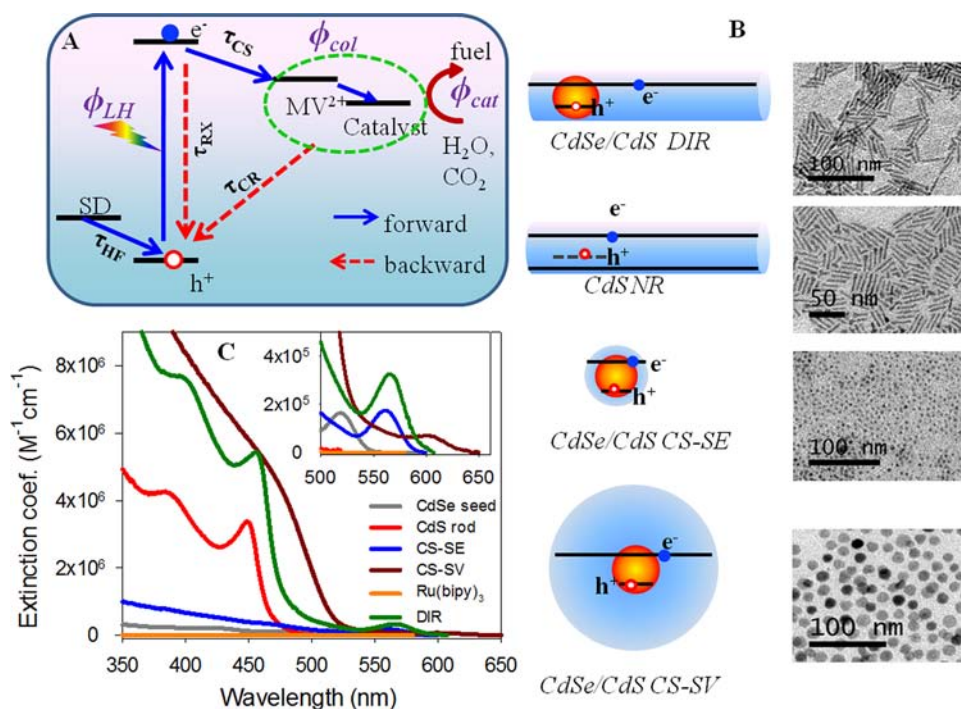 A
e⁻
τCS
ϕcol
fuel
ϕLH
τRX
MV²⁺
Catalyst
ϕcat
H₂O,
CO₂
SD
τHF
τCR
h⁺
forward
backward
B
h⁺
e⁻
CdSe/CdS DIR
100 nm
e⁻
h⁺
CdS NR
50 nm
e⁻
h⁺
CdSe/CdS CS-SE
100 nm
e⁻
h⁺
CdSe/CdS CS-SV
100 nm
C
Extinction coef. (M⁻¹ cm⁻¹)
8x10⁶
6x10⁶
4x10⁶
2x10⁶
0
4x10⁵
2x10⁵
0
500 550 600 650
CdSe seed
CdS rod
CS-SE
CS-SV
Ru(bipy)₃
DIR
350 400 450 500 550 600 650
Wavelength (nm)